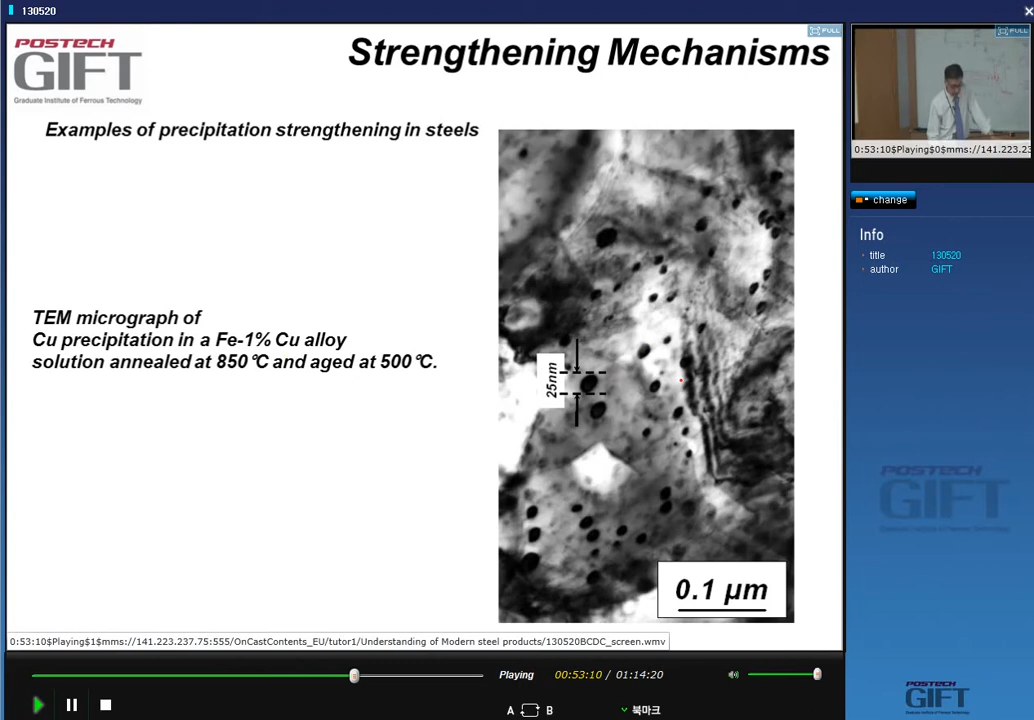 130520
POSTECH
GIFT
Graduate Institute of Ferrous Technology
Strengthening Mechanisms
FULL
FULL
Examples of precipitation strengthening in steels
TEM micrograph of
Cu precipitation in a Fe-1% Cu alloy
solution annealed at 850℃ and aged at 500℃.
25nm
0.1 μm
0:53:10$Playing$0$mms://141.223.23
change
Info
title 130520
author GIFT
POSTECH
GIFT
0:53:10$Playing$1$mms://141.223.237.75:555/OnCastContents_EU/tutor1/Understanding of Modern steel products/130520BCDC_screen.wmv
Playing 00:53:10 / 01:14:20
A B 북마크
POSTECH
GIFT